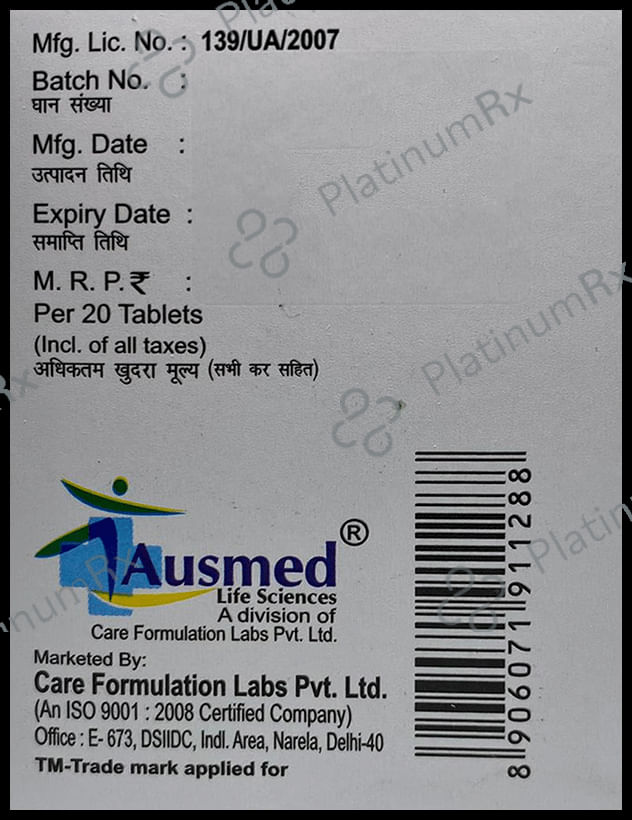 Mfg. Lic. No. : 139/UA/2007
Batch No. :
घान संख्या
Mfg. Date :
उत्पादन तिथि
Expiry Date :
समाप्ति तिथि
M. R. P.₹ :
Per 20 Tablets
(Incl. of all taxes)
अधिकतम खुदरा मूल्य (सभी कर सहित)
Ausmed®
Life Sciences
A division of
Care Formulation Labs Pvt. Ltd.
Marketed By:
Care Formulation Labs Pvt. Ltd.
(An ISO 9001 : 2008 Certified Company)
Office : E- 673, DSIIDC, Indl. Area, Narela, Delhi-40
TM-Trade mark applied for
8906071911288
PlatinumRx
PlatinumRx